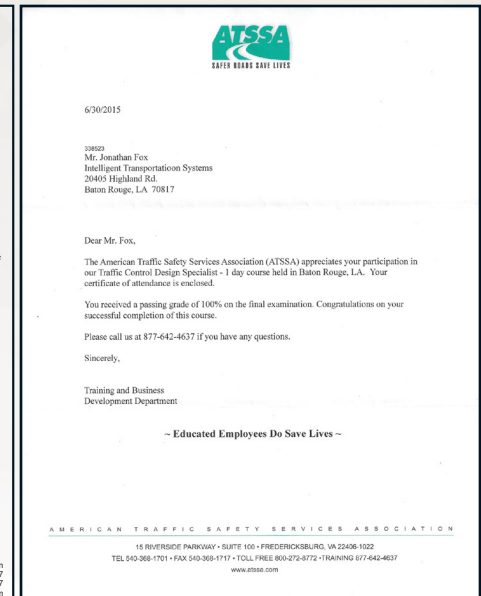 ATSSA
SAFER ROADS SAVE LIVES
6/30/2015
338523
Mr. Jonathan Fox
Intelligent Transportatioon Systems
20405 Highland Rd.
Baton Rouge, LA 70817
Dear Mr. Fox,
The American Traffic Safety Services Association (ATSSA) appreciates your participation in
our Traffic Control Design Specialist - 1 day course held in Baton Rouge, LA. Your
certificate of attendance is enclosed.
You received a passing grade of 100% on the final examination. Congratulations on your
successful completion of this course.
Please call us at 877-642-4637 if you have any questions.
Sincerely,
Training and Business
Development Department
~ Educated Employees Do Save Lives ~
AMERICAN TRAFFIC SAFETY SERVICES ASSOCIATION
15 RIVERSIDE PARKWAY • SUITE 100 • FREDERICKSBURG, VA 22406-1022
TEL 540-368-1701 • FAX 540-368-1717 • TOLL FREE 800-272-8772 • TRAINING 877-642-4637
www.atssa.com